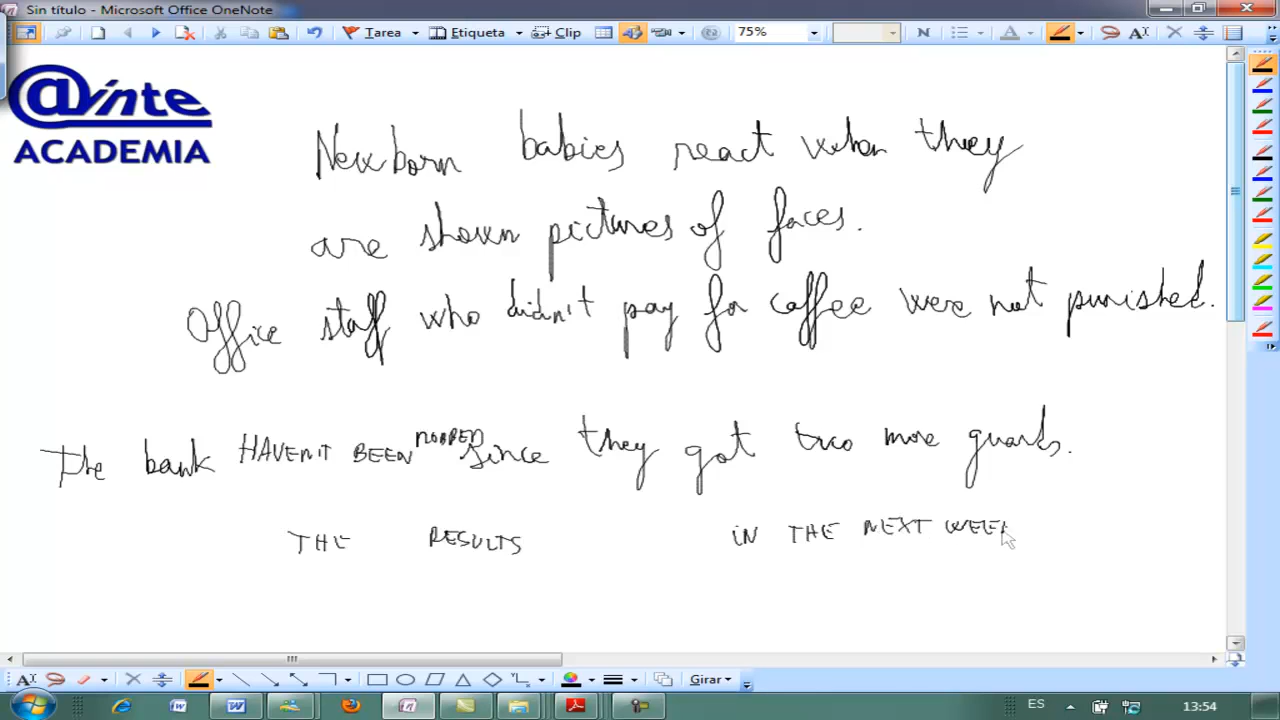 Sin título - Microsoft Office OneNote
Tarea Etiqueta Clip 75% N A A
@inte
ACADEMIA
Newborn babies react when they
are shown pictures of faces.
Office staff who didn't pay for coffee were not punished.
The bank HAVEN'T BEEN since they got two more guards.
THE RESULTS IN THE NEXT WEEK
Girar
ES 13:54